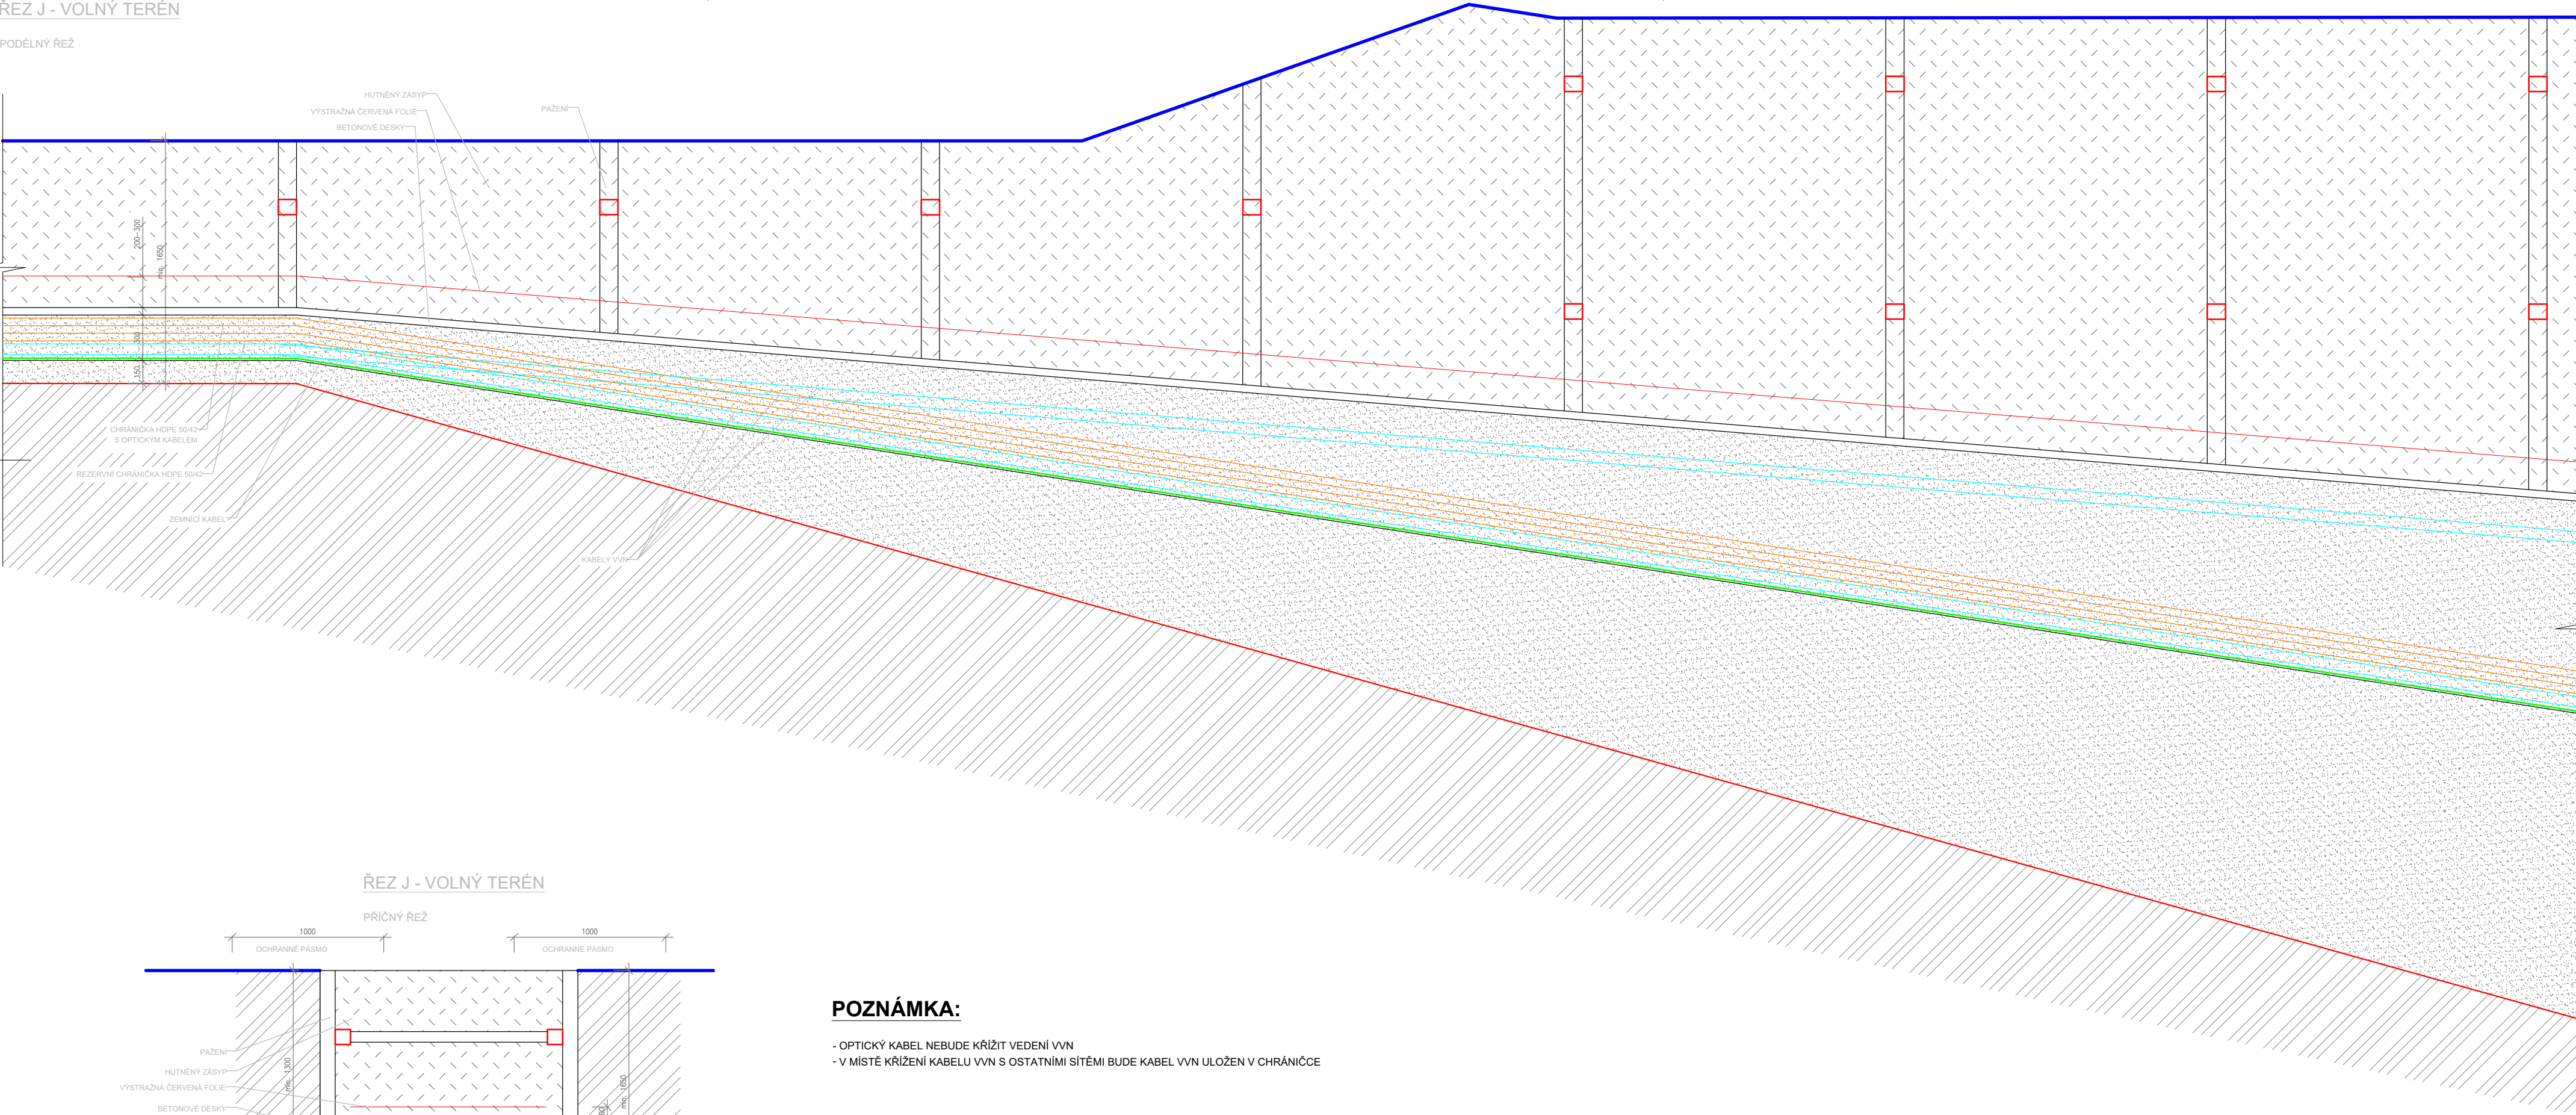 ŘEZ J - VOLNÝ TERÉN
PODÉLNÝ ŘEŽ
HUTNĚNÝ ZÁSYP
VÝSTRAŽNÁ ČERVENÁ FOLIE
BETONOVÉ DESKY
PAŽENÍ
200-300
min. 1650
300
150
CHRÁNIČKA HDPE 50/42
S OPTICKÝM KABELEM
REZERVNÍ CHRÁNIČKA HDPE 50/42
ZEMNÍCÍ KABEL
KABELY VVN
ŘEZ J - VOLNÝ TERÉN
PŘÍČNÝ ŘEŽ
1000
1000
OCHRANNÉ PÁSMO
OCHRANNÉ PÁSMO
PAŽENÍ
HUTNĚNÝ ZÁSYP
VÝSTRAŽNÁ ČERVENÁ FOLIE
BETONOVÉ DESKY
min. 1300
min. 1650
POZNÁMKA:
- OPTICKÝ KABEL NEBUDE KŘÍŽIT VEDENÍ VVN
- V MÍSTĚ KŘÍŽENÍ KABELU VVN S OSTATNÍMI SÍTĚMI BUDE KABEL VVN ULOŽEN V CHRÁNIČCE